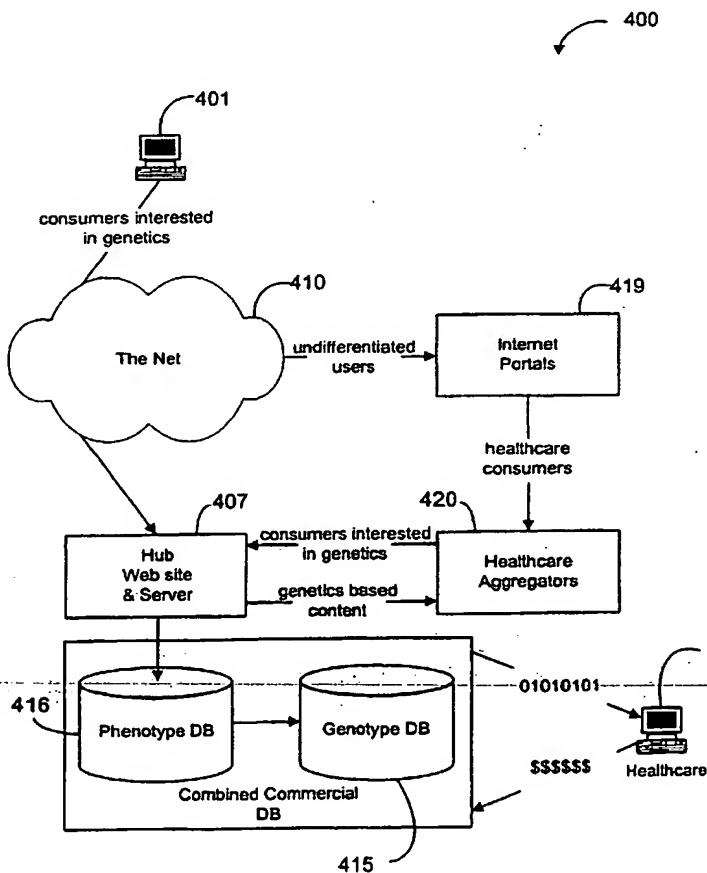 400
401
consumers interested
in genetics
410
The Net
undifferentiated
users
419
Internet
Portals
healthcare
consumers
407
Hub
Web site
& Server
consumers interested
in genetics
genetics based
content
420
Healthcare
Aggregators
416
Phenotype DB
Genotype DB
Combined Commercial
DB
415
01010101
$$$$$$
Healthcare